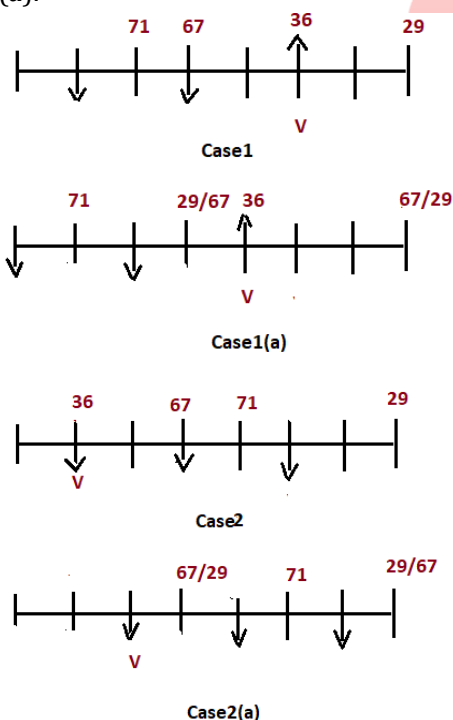 (a).
71 67 36 29
V
Case1
71 29/67 36 67/29
V
Case1(a)
36 67 71 29
V
Case2
67/29 71 29/67
V
Case2(a)